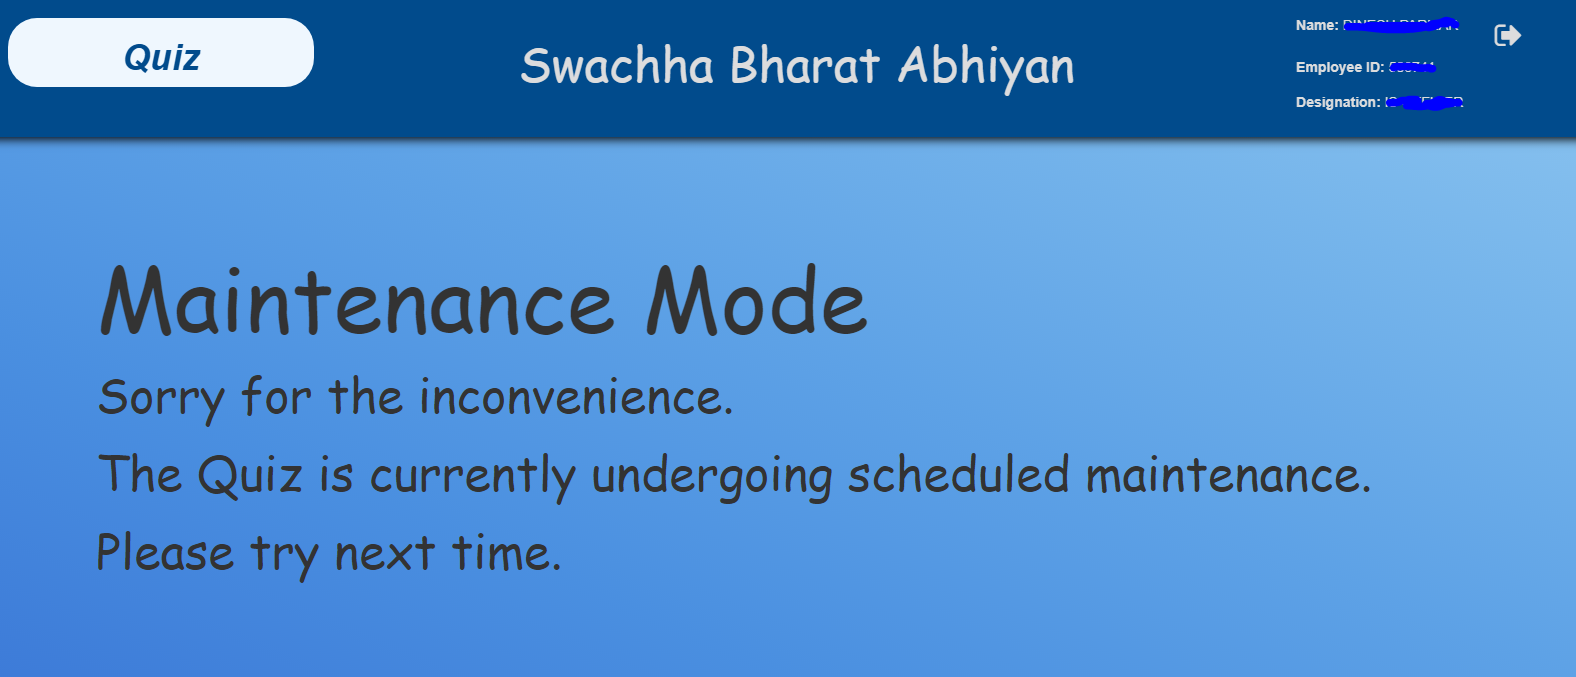 Quiz
Swachha Bharat Abhiyan
Name:
Employee ID:
Designation:
Maintenance Mode
Sorry for the inconvenience.
The Quiz is currently undergoing scheduled maintenance.
Please try next time.